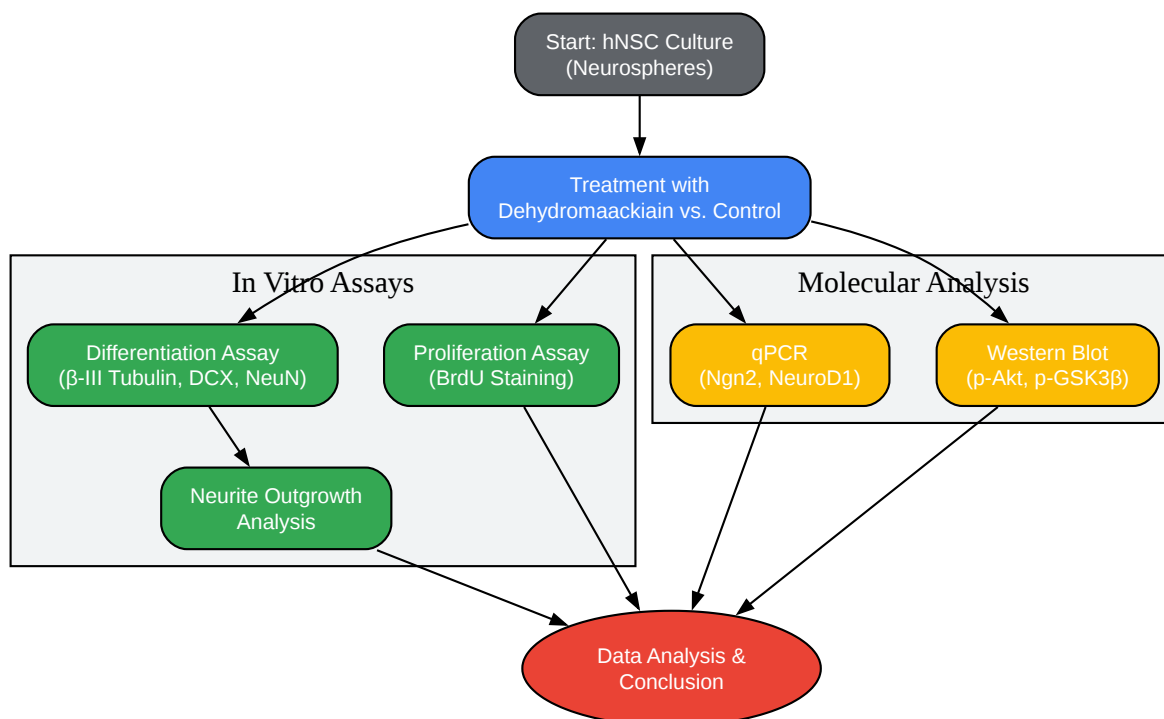 Start: hNSC Culture
(Neurospheres)
Treatment with
Dehydromaackiain vs. Control
In Vitro Assays
Molecular Analysis
Differentiation Assay
(β-III Tubulin, DCX, NeuN)
Proliferation Assay
(BrdU Staining)
qPCR
(Ngn2, NeuroD1)
Western Blot
(p-Akt, p-GSK3β)
Neurite Outgrowth
Analysis
Data Analysis &
Conclusion